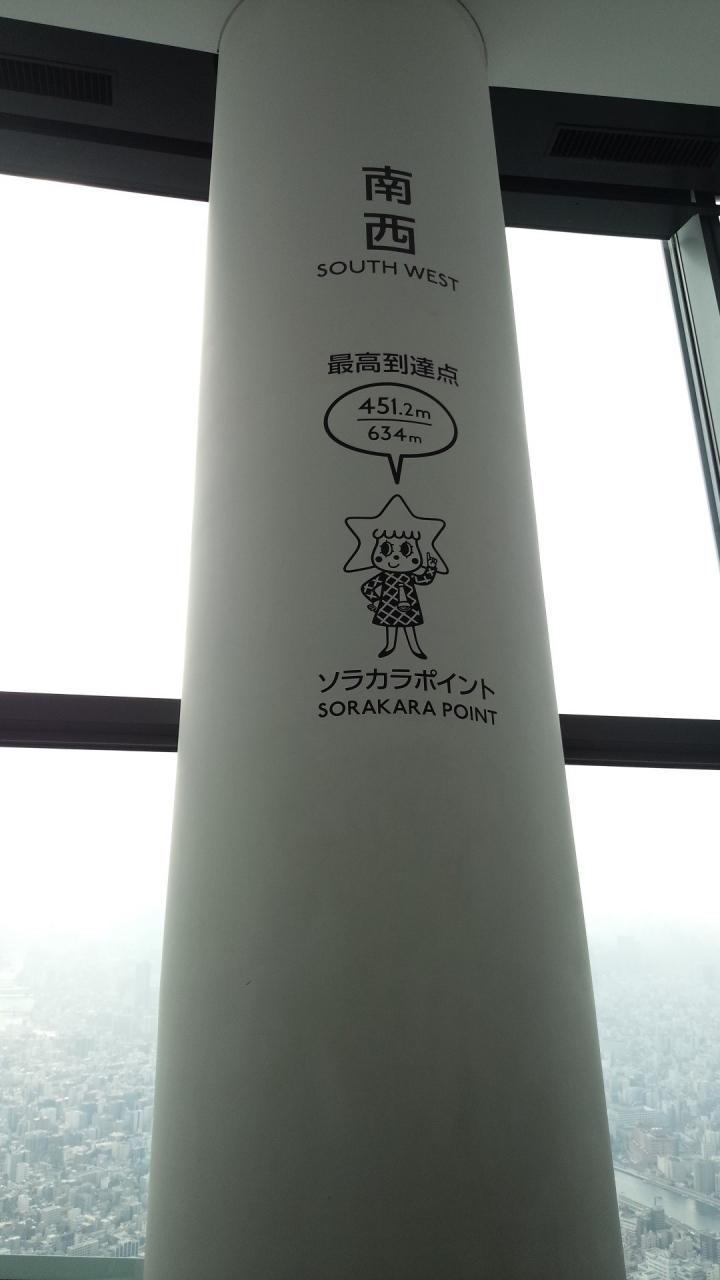 南
西
SOUTH WEST
最高到達点
451.2m
634m
ソラカラポイント
SORAKARA POINT